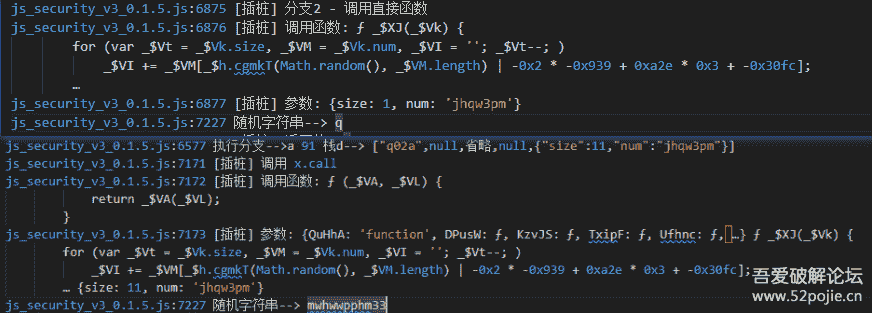 js_security_v3_0.1.5.js:6875 [插桩] 分支2 - 调用直接函数
js_security_v3_0.1.5.js:6876 [插桩] 调用函数: ƒ _$XJ(_$Vk) {
for (var _$Vt = _$Vk.size, _$VM = _$Vk.num, _$VI = ''; _$Vt--; )
_$VI += _$VM[_$h.cgmkT(Math.random(), _$VM.length) | -0x2 * -0x939 + 0xa2e * 0x3 + -0x30fc];
…
js_security_v3_0.1.5.js:6877 [插桩] 参数: {size: 1, num: 'jhqw3pm'}
js_security_v3_0.1.5.js:7227 随机字符串--> q
js_security_v3_0.1.5.js:6577 执行分支-->a 91 栈d--> ["q02a",null,省略,null,{"size":11,"num":"jhqw3pm"}]
js_security_v3_0.1.5.js:7171 [插桩] 调用 x.call
js_security_v3_0.1.5.js:7172 [插桩] 调用函数: ƒ (_$VA, _$VL) {
return _$VA(_$VL);
}
js_security_v3_0.1.5.js:7173 [插桩] 参数: {QuHhA: 'function', DPusW: ƒ, KzvJS: ƒ, TxipF: ƒ, Ufhnc: ƒ, …} ƒ _$XJ(_$Vk) {
for (var _$Vt = _$Vk.size, _$VM = _$Vk.num, _$VI = ''; _$Vt--; )
_$VI += _$VM[_$h.cgmkT(Math.random(), _$VM.length) | -0x2 * -0x939 + 0xa2e * 0x3 + -0x30fc];
… {size: 11, num: 'jhqw3pm'}
js_security_v3_0.1.5.js:7227 随机字符串--> mwhwwpphm33
吾爱破解论坛
www.52pojie.cn